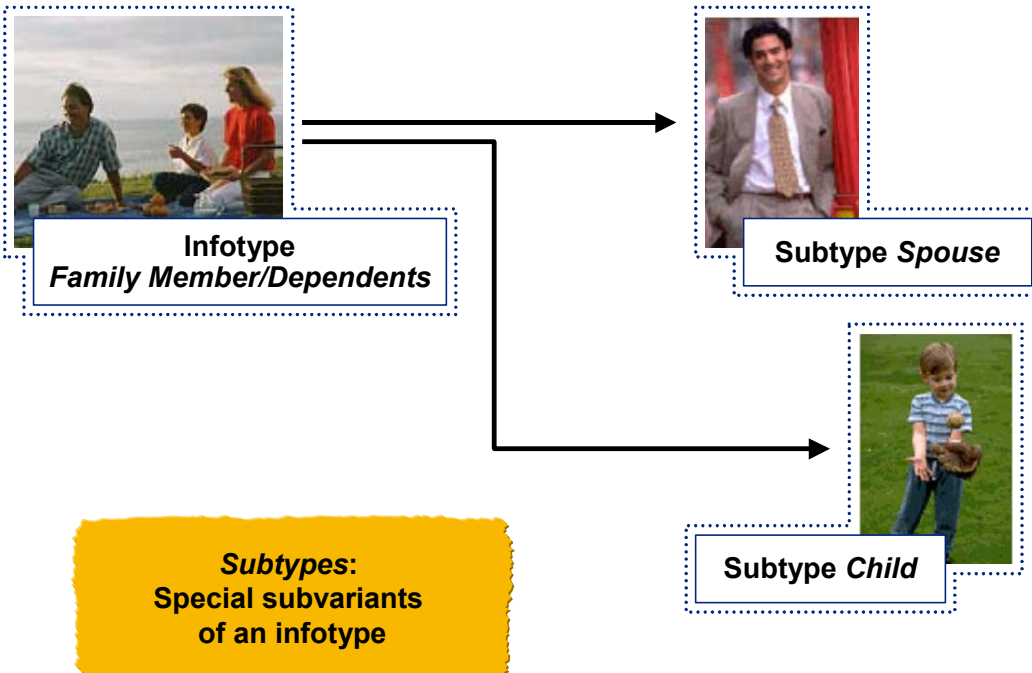 Infotype
Family Member/Dependents
Subtype Spouse
Subtype Child
Subtypes:
Special subvariants
of an infotype